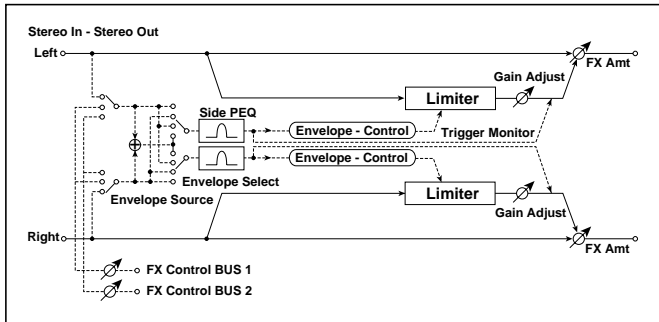 Stereo In - Stereo Out
Left
FX Amt
Gain Adjust
Limiter
Side PEQ
Envelope - Control
Trigger Monitor
Envelope - Control
Envelope Select
Envelope Source
Limiter
Gain Adjust
Right
FX Amt
FX Control BUS 1
FX Control BUS 2